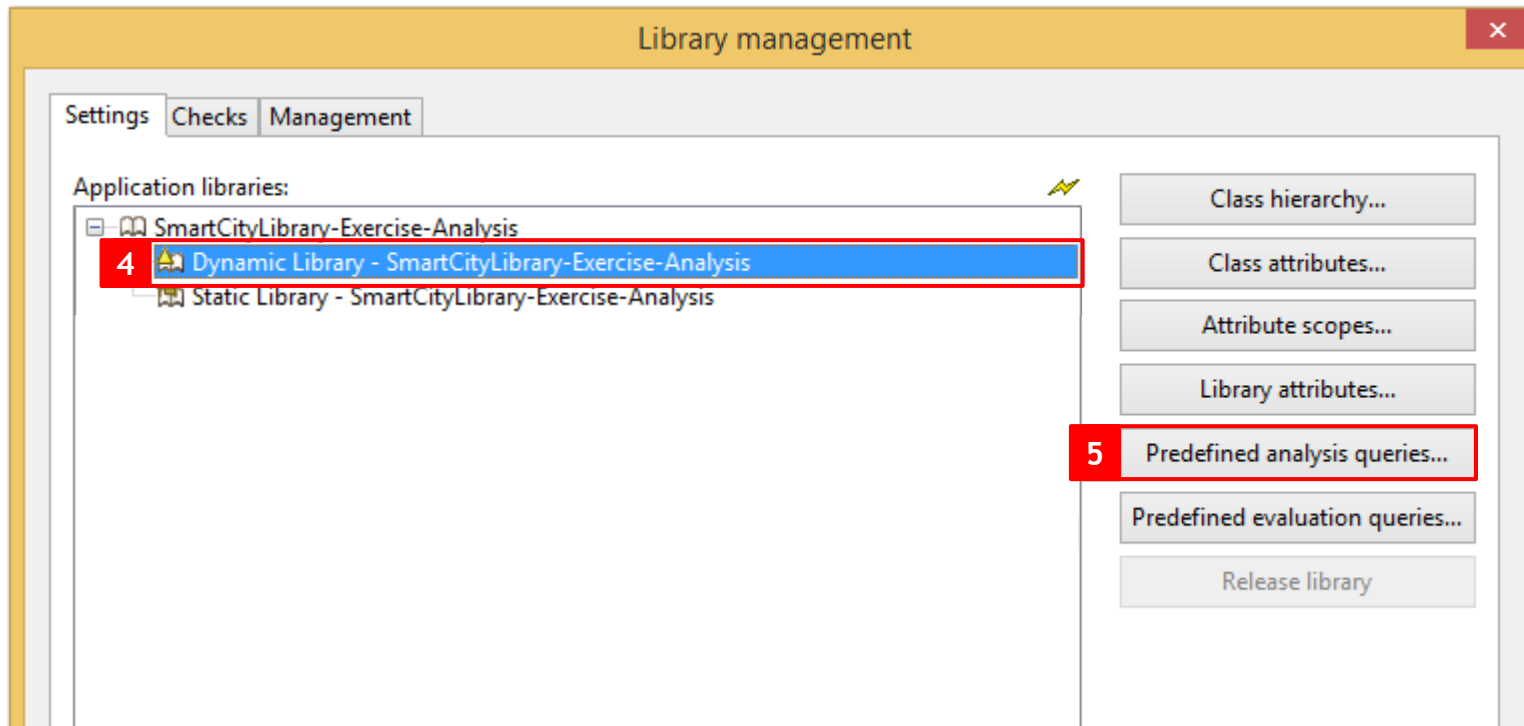 Library management
Settings Checks Management
Application libraries:
SmartCityLibrary-Exercise-Analysis
4 Dynamic Library - SmartCityLibrary-Exercise-Analysis
Static Library - SmartCityLibrary-Exercise-Analysis
Class hierarchy...
Class attributes...
Attribute scopes...
Library attributes...
5 Predefined analysis queries...
Predefined evaluation queries...
Release library